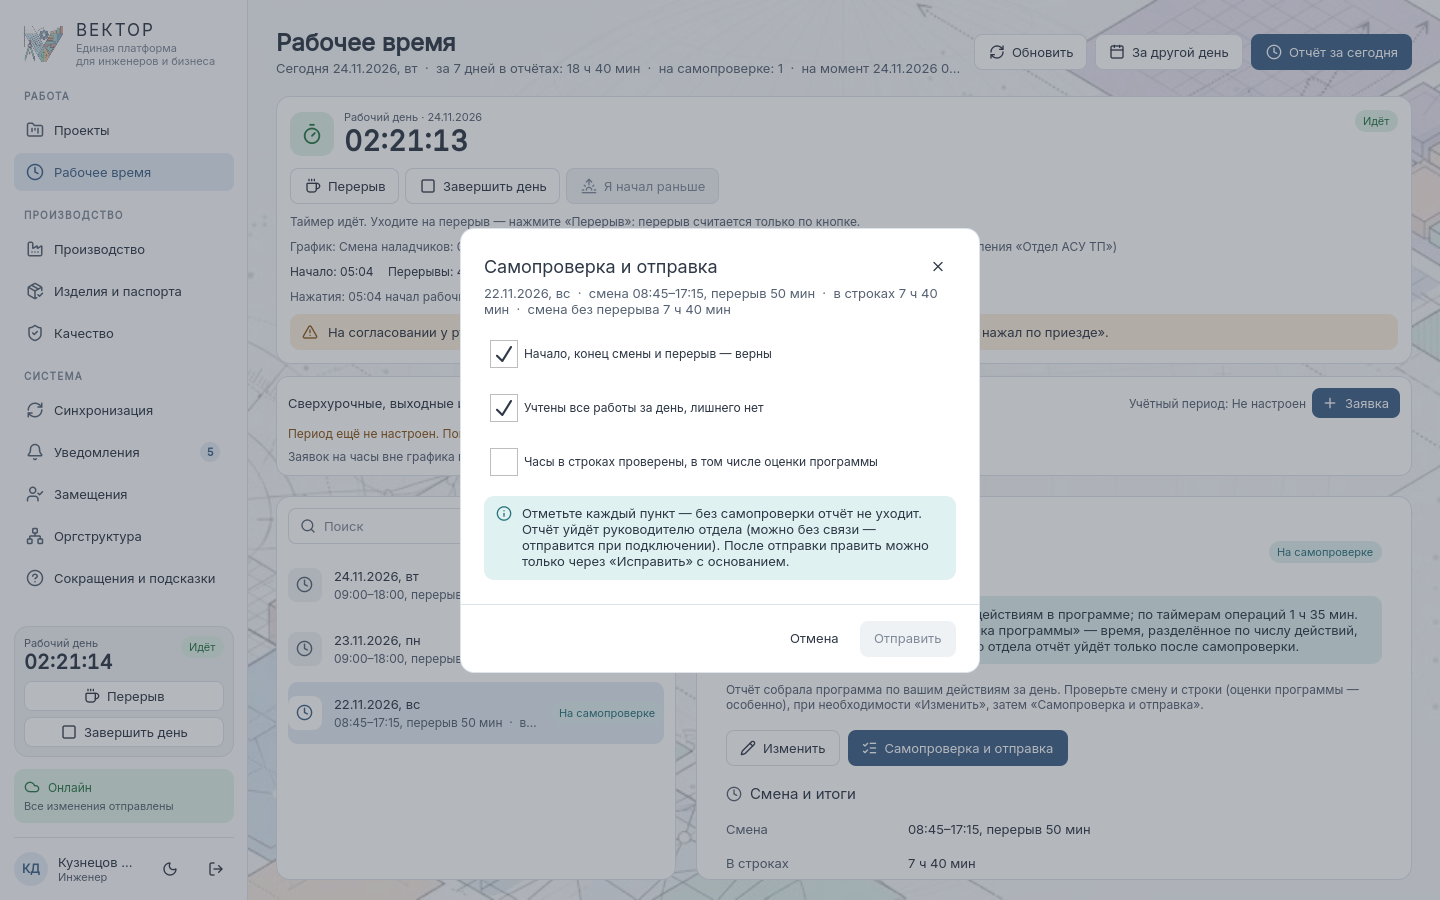 ВЕКТОР
Единая платформа
для инженеров и бизнеса
РАБОТА
Проекты
Рабочее время
ПРОИЗВОДСТВО
Производство
Изделия и паспорта
Качество
СИСТЕМА
Синхронизация
Уведомления 5
Замещения
Оргструктура
Сокращения и подсказки
Рабочий день Идёт
02:21:14
Перерыв
Завершить день
Онлайн
Все изменения отправлены
КД Кузнецов ...
Инженер
Рабочее время
Сегодня 24.11.2026, вт · за 7 дней в отчётах: 18 ч 40 мин · на самопроверке: 1 · на момент 24.11.2026 0...
Обновить За другой день Отчёт за сегодня
Рабочий день · 24.11.2026 Идёт
02:21:13
Перерыв Завершить день Я начал раньше
Таймер идёт. Уходите на перерыв — нажмите «Перерыв»: перерыв считается только по кнопке.
График: Смена наладчиков: «Отдел АСУ ТП»)
Начало: 05:04 Перерывы:
Нажатия: 05:04 начал
На согласовании у нажал по приезде».
Сверхурочные, выходные Учётный период: Не настроен Заявка
Период ещё не настроен.
Заявок на часы вне графика
Поиск
24.11.2026, вт
09:00–18:00, перерыв
23.11.2026, пн
09:00–18:00, перерыв
22.11.2026, вс
08:45–17:15, перерыв 50 мин · в... На самопроверке
Самопроверка и отправка
22.11.2026, вс · смена 08:45–17:15, перерыв 50 мин · в строках 7 ч 40
мин · смена без перерыва 7 ч 40 мин
Начало, конец смены и перерыв — верны
Учтены все работы за день, лишнего нет
Часы в строках проверены, в том числе оценки программы
Отметьте каждый пункт — без самопроверки отчёт не уходит.
Отчёт уйдёт руководителю отдела (можно без связи —
отправится при подключении). После отправки править можно
только через «Исправить» с основанием.
Отмена Отправить
На самопроверке
действиям в программе; по таймерам операций 1 ч 35 мин.
программы» — время, разделённое по числу действий,
отдела отчёт уйдёт только после самопроверки.
Отчёт собрала программа по вашим действиям за день. Проверьте смену и строки (оценки программы —
особенно), при необходимости «Изменить», затем «Самопроверка и отправка».
Изменить Самопроверка и отправка
Смена и итоги
Смена 08:45–17:15, перерыв 50 мин
В строках 7 ч 40 мин